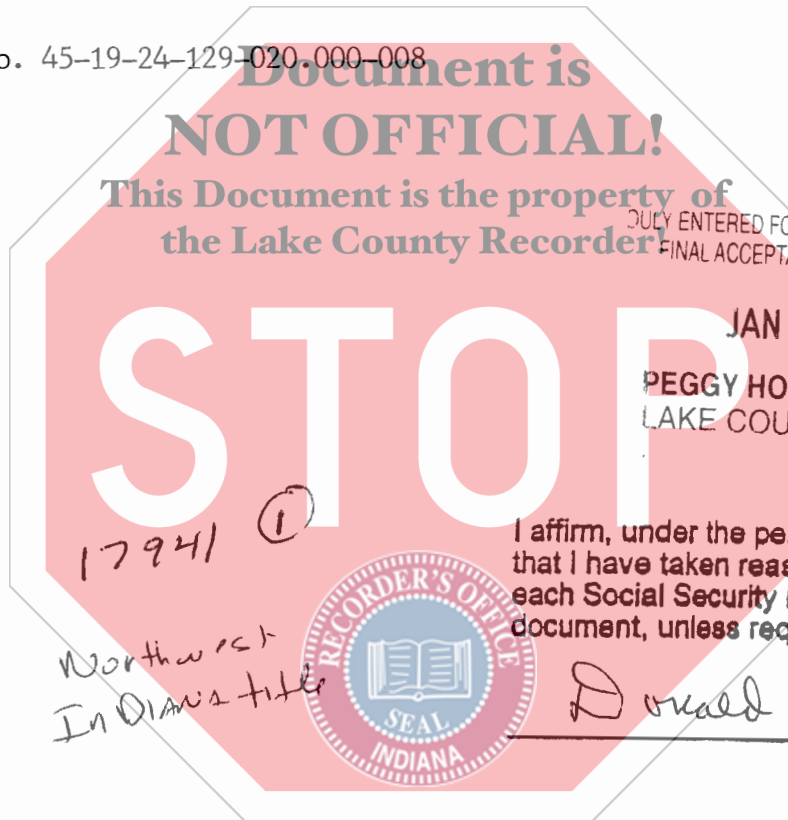 o. 45-19-24-129-020.000-008
Document is
NOT OFFICIAL!
This Document is the property of
the Lake County Recorder!
DULY ENTERED FO
FINAL ACCEPTA
JAN
PEGGY HO
LAKE COU
STOP
17941 1
I affirm, under the pe
that I have taken reas
each Social Security
document, unless req
Northwest
INDIANA title
Donald
RECORDER'S OFFICE
SEAL
INDIANA